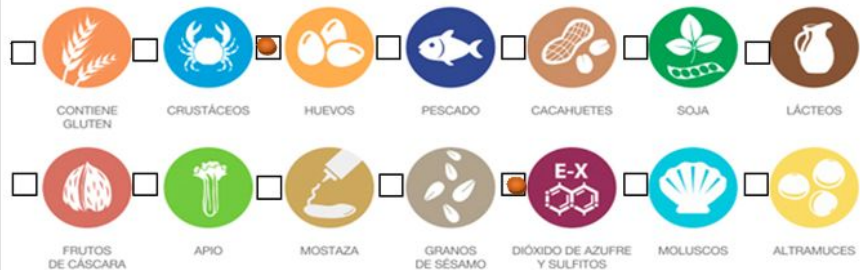 CONTIENE
GLUTEN
CRUSTÁCEOS
HUEVOS
PESCADO
CACAHUETES
SOJA
LÁCTEOS
E-X
FRUTOS
DE CÁSCARA
APIO
MOSTAZA
GRANOS
DE SÉSAMO
DIÓXIDO DE AZUFRE
Y SULFITOS
MOLUSCOS
ALTRAMUCES